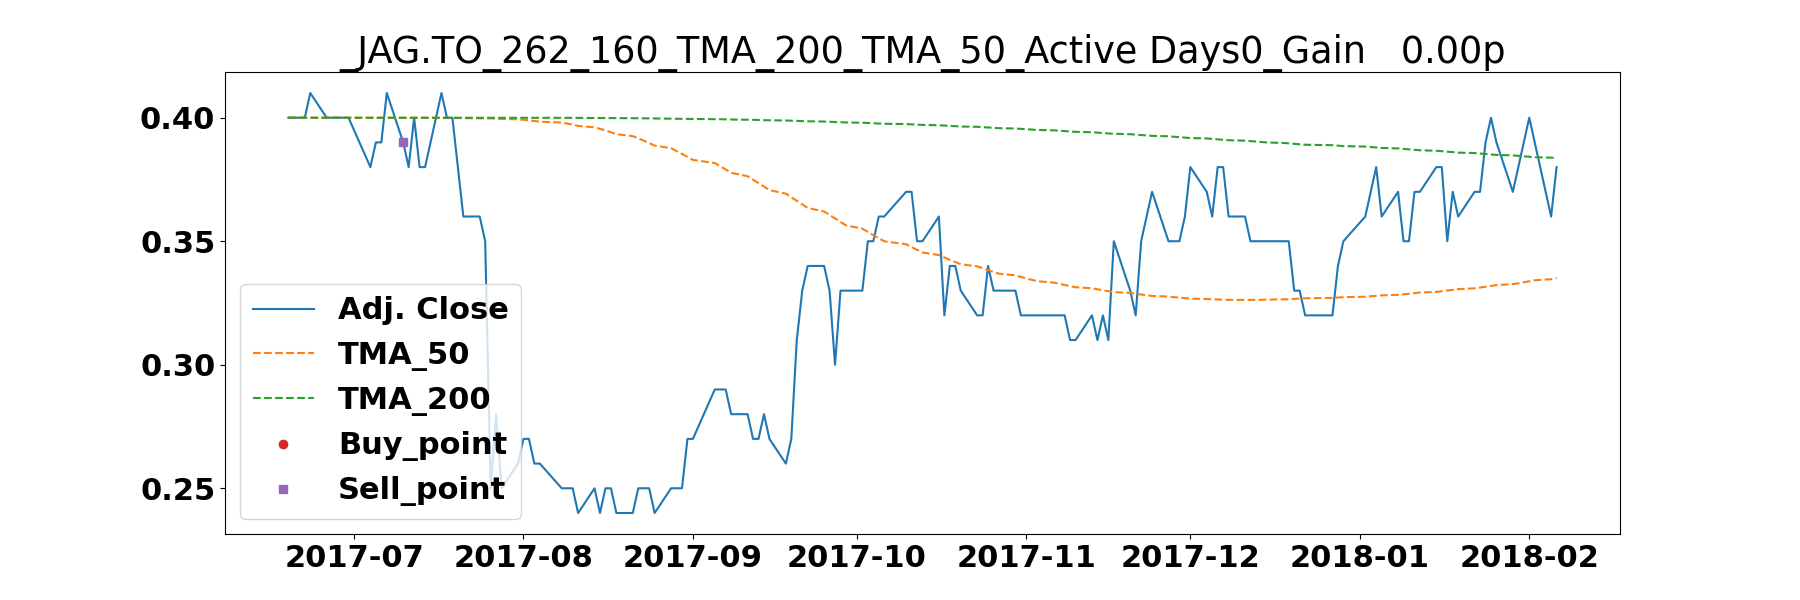 _JAG.TO_262_160_TMA_200_TMA_50_Active Days0_Gain   0.00p
0.40
0.35
0.30
0.25
Adj. Close
TMA_50
TMA_200
Buy_point
Sell_point
2017-07 2017-08 2017-09 2017-10 2017-11 2017-12 2018-01 2018-02